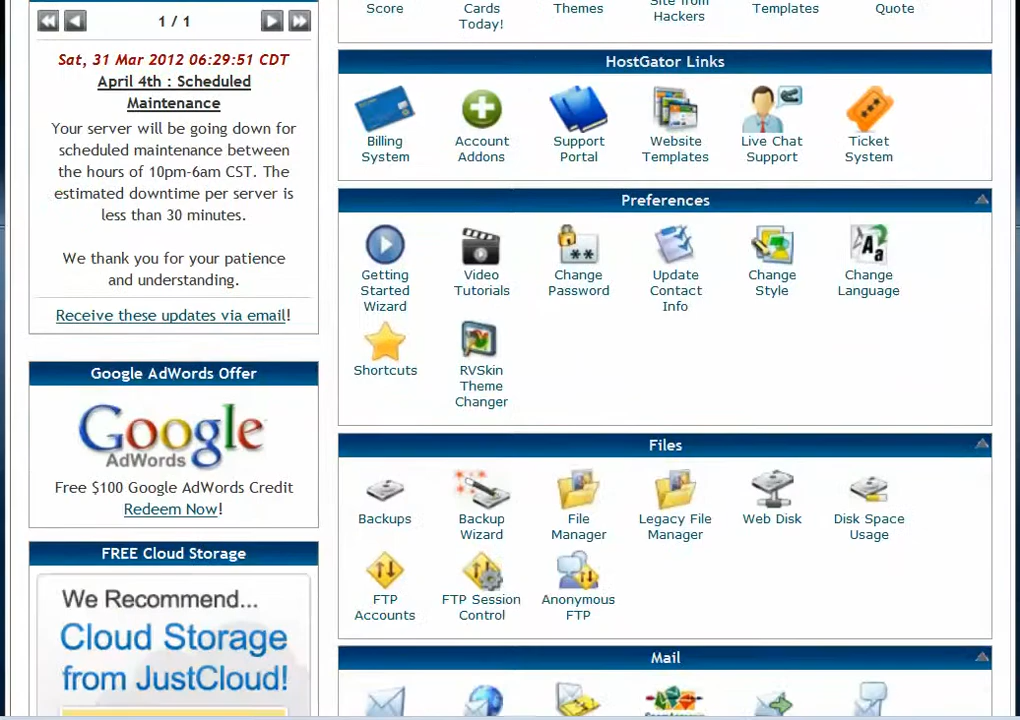 1 / 1
Sat, 31 Mar 2012 06:29:51 CDT
April 4th : Scheduled
Maintenance
Your server will be going down for
scheduled maintenance between
the hours of 10pm-6am CST. The
estimated downtime per server is
less than 30 minutes.
We thank you for your patience
and understanding.
Receive these updates via email!
Google AdWords Offer
Google
AdWords
Free $100 Google AdWords Credit
Redeem Now!
FREE Cloud Storage
We Recommend...
Cloud Storage
from JustCloud!
Score
Cards
Today!
Themes
Site from
Hackers
Templates
Quote
HostGator Links
Billing
System
Account
Addons
Support
Portal
Website
Templates
Live Chat
Support
Ticket
System
Preferences
Getting
Started
Wizard
Video
Tutorials
Change
Password
Update
Contact
Info
Change
Style
Change
Language
Shortcuts
RVSkin
Theme
Changer
Files
Backups
Backup
Wizard
File
Manager
Legacy File
Manager
Web Disk
Disk Space
Usage
FTP
Accounts
FTP Session
Control
Anonymous
FTP
Mail